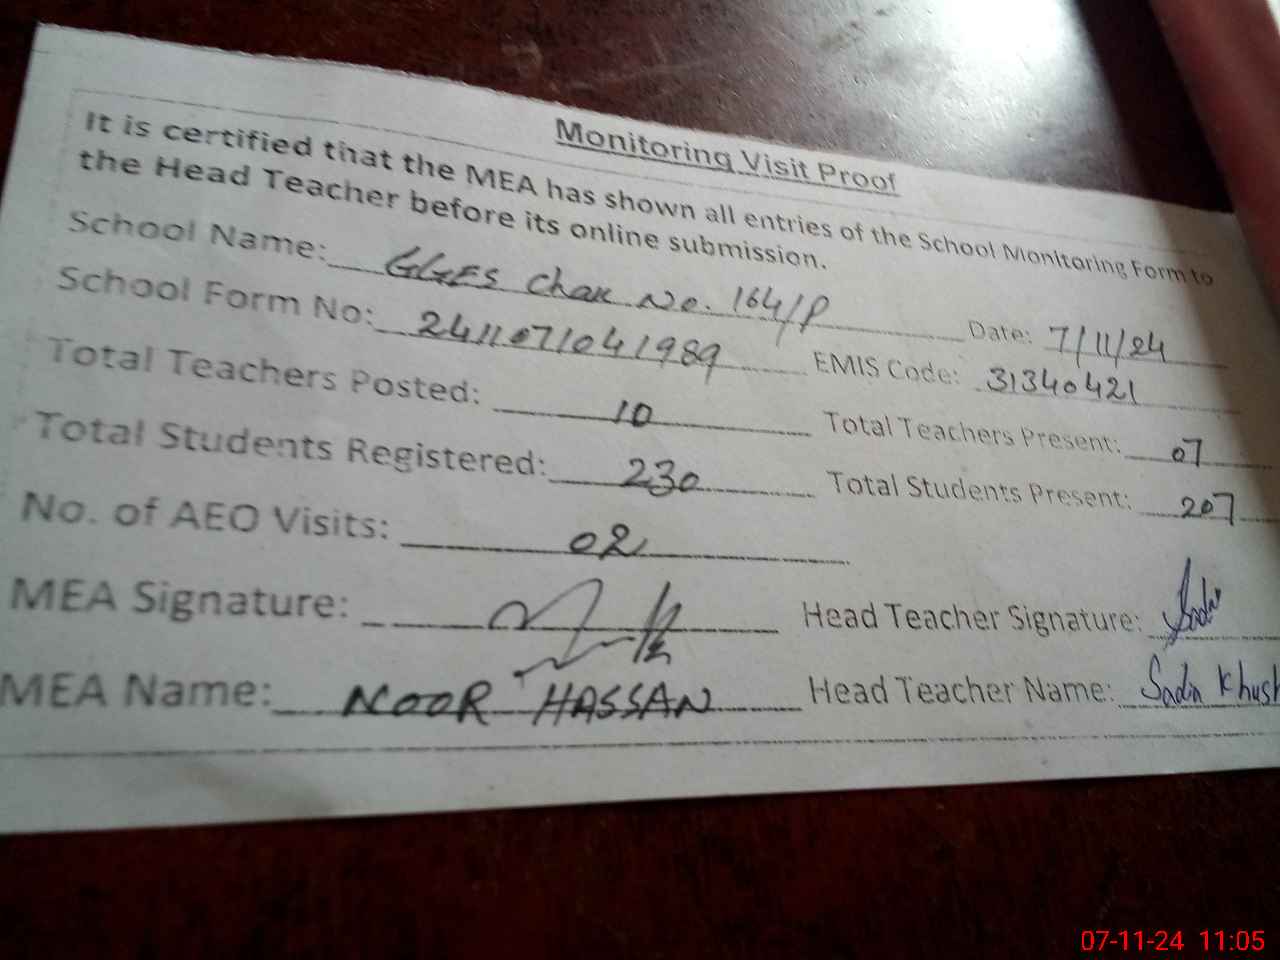 Monitoring Visit Proof
It is certified that the MEA has shown all entries of the School Monitoring Form to
the Head Teacher before its online submission.
School Name: GGES Chak No. 164/P Date: 7/11/24
School Form No: 2411071041989 EMIS Code: 31340421
Total Teachers Posted: 10 Total Teachers Present: 07
Total Students Registered: 230 Total Students Present: 207
No. of AEO Visits: 02
MEA Signature: Head Teacher Signature: Sadia
MEA Name: NOOR HASSAN Head Teacher Name: Sadia Khush
07-11-24 11:05